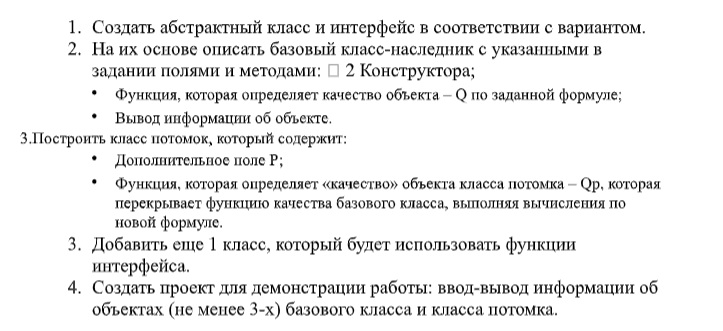 1. Создать абстрактный класс и интерфейс в соответствии с вариантом.
2. На их основе описать базовый класс-наследник с указанными в
задании полями и методами: □ 2 Конструктора;
• Функция, которая определяет качество объекта – Q по заданной формуле;
• Вывод информации об объекте.
3.Построить класс потомок, который содержит:
• Дополнительное поле P;
• Функция, которая определяет «качество» объекта класса потомка – Qp, которая
перекрывает функцию качества базового класса, выполняя вычисления по
новой формуле.
3. Добавить еще 1 класс, который будет использовать функции
интерфейса.
4. Создать проект для демонстрации работы: ввод-вывод информации об
объектах (не менее 3-х) базового класса и класса потомка.